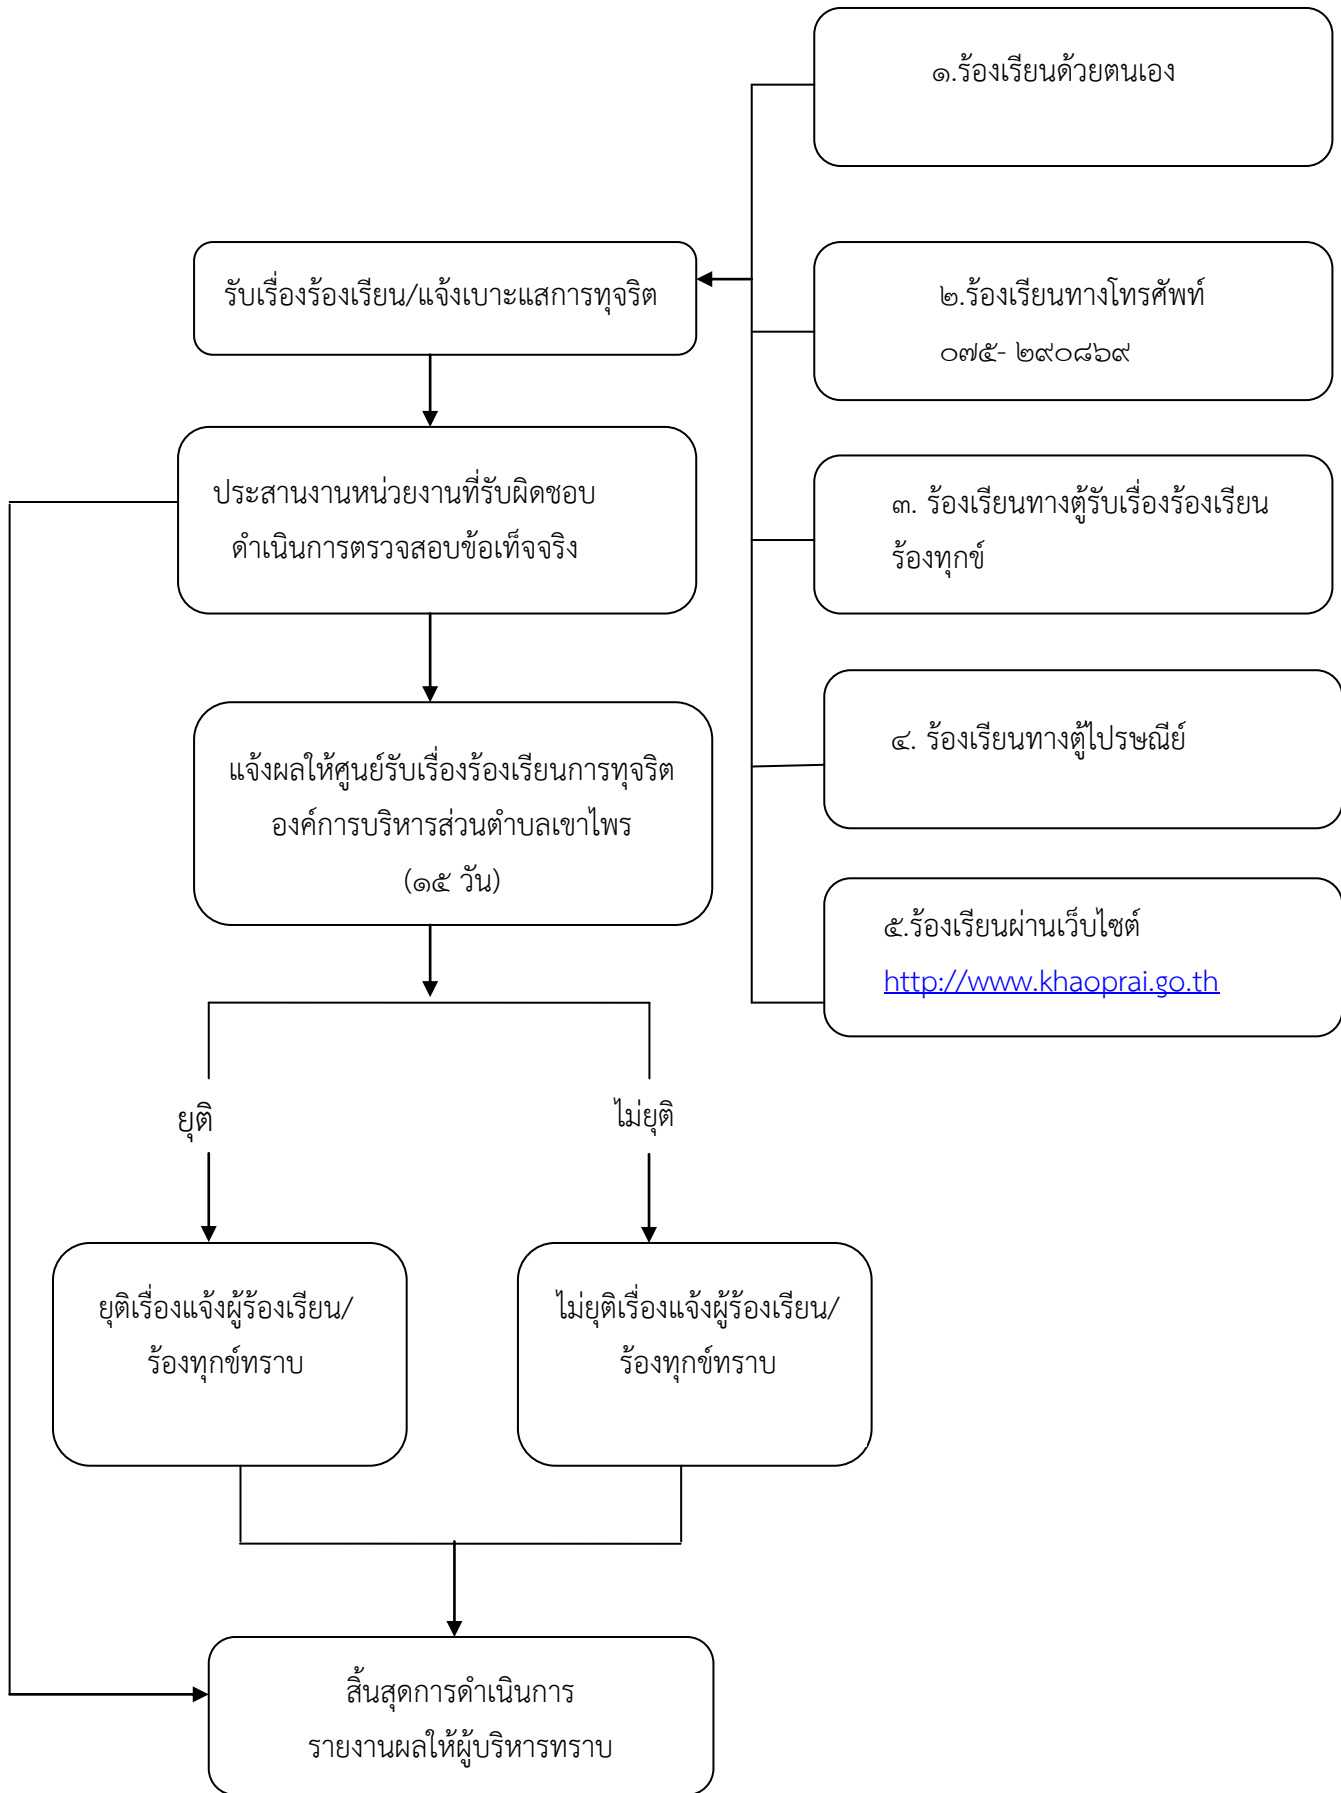 ๑.ร้องเรียนด้วยตนเอง
รับเรื่องร้องเรียน/แจ้งเบาะแสการทุจริต
๒.ร้องเรียนทางโทรศัพท์
๐๗๕- ๒๙๐๘๖๙
ประสานงานหน่วยงานที่รับผิดชอบ
ดำเนินการตรวจสอบข้อเท็จจริง
๓. ร้องเรียนทางตู้รับเรื่องร้องเรียน
ร้องทุกข์
แจ้งผลให้ศูนย์รับเรื่องร้องเรียนการทุจริต
องค์การบริหารส่วนตำบลเขาไพร
(๑๕ วัน)
๔. ร้องเรียนทางตู้ไปรษณีย์
๕.ร้องเรียนผ่านเว็บไซต์
http://www.khaoprai.go.th
ยุติ
ไม่ยุติ
ยุติเรื่องแจ้งผู้ร้องเรียน/
ร้องทุกข์ทราบ
ไม่ยุติเรื่องแจ้งผู้ร้องเรียน/
ร้องทุกข์ทราบ
สิ้นสุดการดำเนินการ
รายงานผลให้ผู้บริหารทราบ